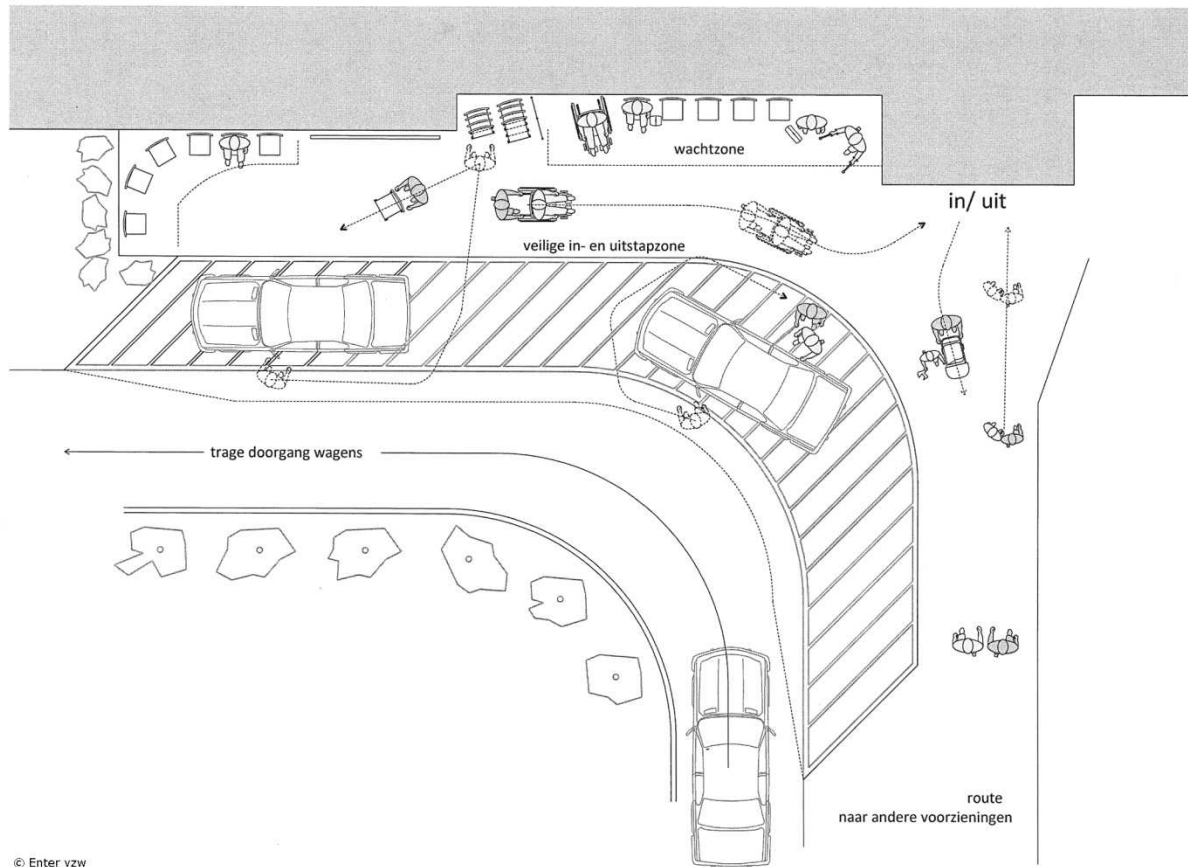 wachtzone
in/ uit
veilige in- en uitstapzone
trage doorgang wagens
route
naar andere voorzieningen
© Enter vzw